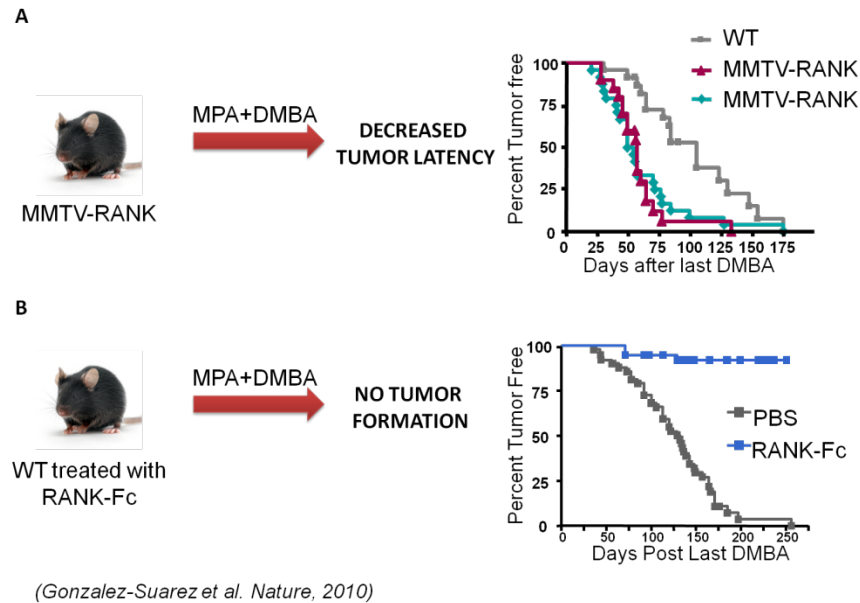 A
MPA+DMBA
DECREASED
TUMOR LATENCY
MMTV-RANK
WT
MMTV-RANK
MMTV-RANK
Percent Tumor free
100
75
50
25
0
0 25 50 75 100 125 150 175
Days after last DMBA
B
MPA+DMBA
NO TUMOR
FORMATION
WT treated with
RANK-Fc
PBS
RANK-Fc
Percent Tumor Free
100
75
50
25
0
50 100 150 200 250
Days Post Last DMBA
(Gonzalez-Suarez et al. Nature, 2010)